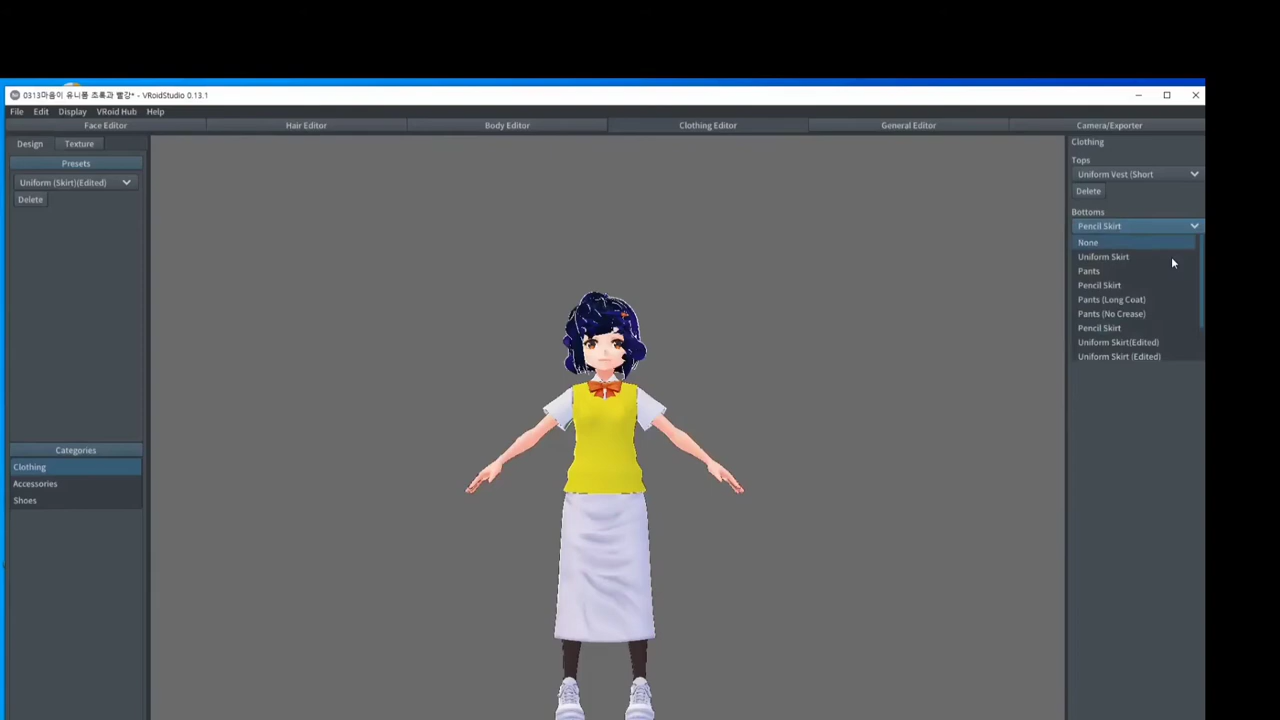 0313마음이 유니폼 초록과 빨강* - VRoidStudio 0.13.1
File Edit Display VRoid Hub Help
Face Editor Hair Editor Body Editor Clothing Editor General Editor Camera/Exporter
Design Texture
Presets
Uniform (Skirt)(Edited)
Delete
Categories
Clothing
Accessories
Shoes
Clothing
Tops
Uniform Vest (Short
Delete
Bottoms
Pencil Skirt
None
Uniform Skirt
Pants
Pencil Skirt
Pants (Long Coat)
Pants (No Crease)
Pencil Skirt
Uniform Skirt(Edited)
Uniform Skirt (Edited)